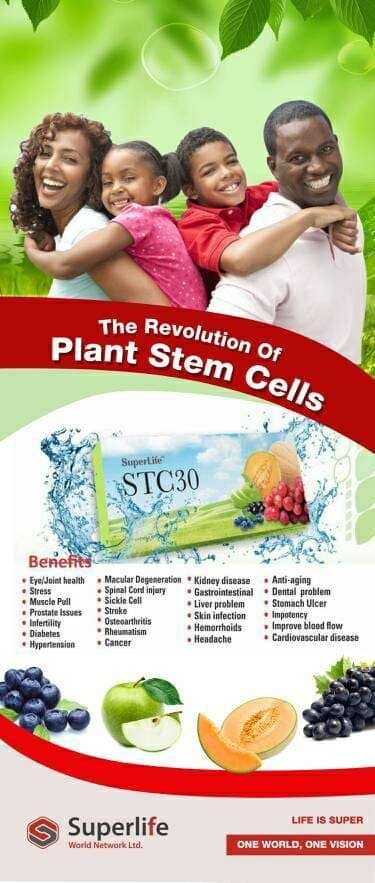 The Revolution Of
Plant Stem Cells
SuperLife™
STC30
Benefits
• Eye/Joint health
• Stress
• Muscle Pull
• Prostate Issues
• Infertility
• Diabetes
• Hypertension
• Macular Degeneration
• Spinal Cord injury
• Sickle Cell
• Stroke
• Osteoarthritis
• Rheumatism
• Cancer
• Kidney disease
• Gastrointestinal
• Liver problem
• Skin infection
• Hemorrhoids
• Headache
• Anti-aging
• Dental problem
• Stomach Ulcer
• Impotency
• Improve blood flow
• Cardiovascular disease
Superlife
World Network Ltd.
LIFE IS SUPER
ONE WORLD, ONE VISION